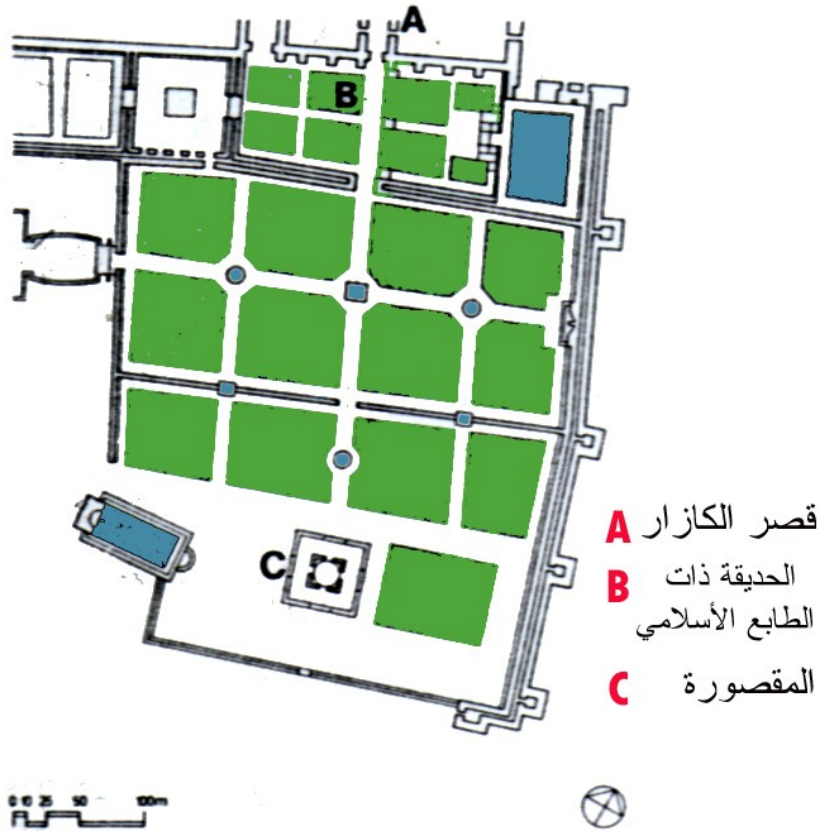 A
B
C
A قصر الكازار
B الحديقة ذات
الطابع الأسلامي
C المقصورة
0 10 25 50 100m